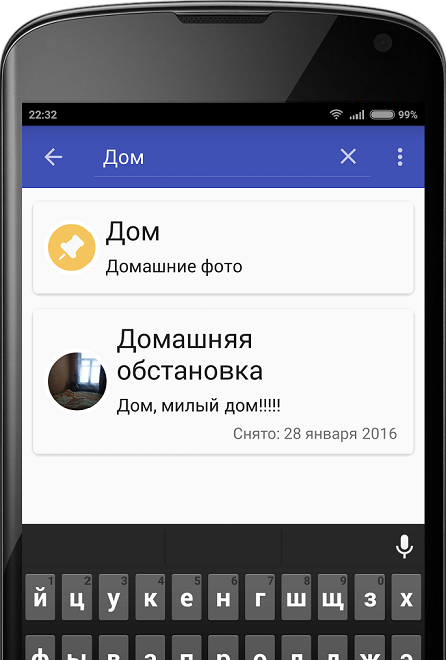 22:32 99%
Дом
Дом
Домашние фото
Домашняя
обстановка
Дом, милый дом!!!!!
Снято: 28 января 2016
1 2 3 4 5 6 7 8 9 0
й ц у к е н г ш щ з х
ф ы в а п р о л д ж э